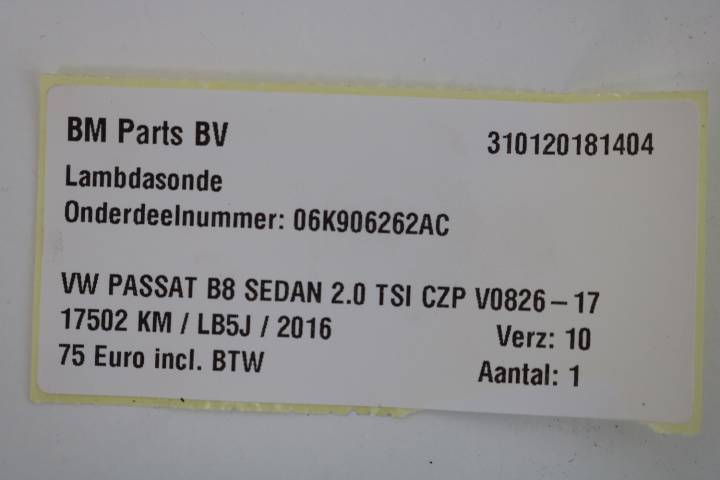 BM Parts BV 310120181404
Lambdasonde
Onderdeelnummer: 06K906262AC
VW PASSAT B8 SEDAN 2.0 TSI CZP V0826-17
17502 KM / LB5J / 2016 Verz: 10
75 Euro incl. BTW Aantal: 1